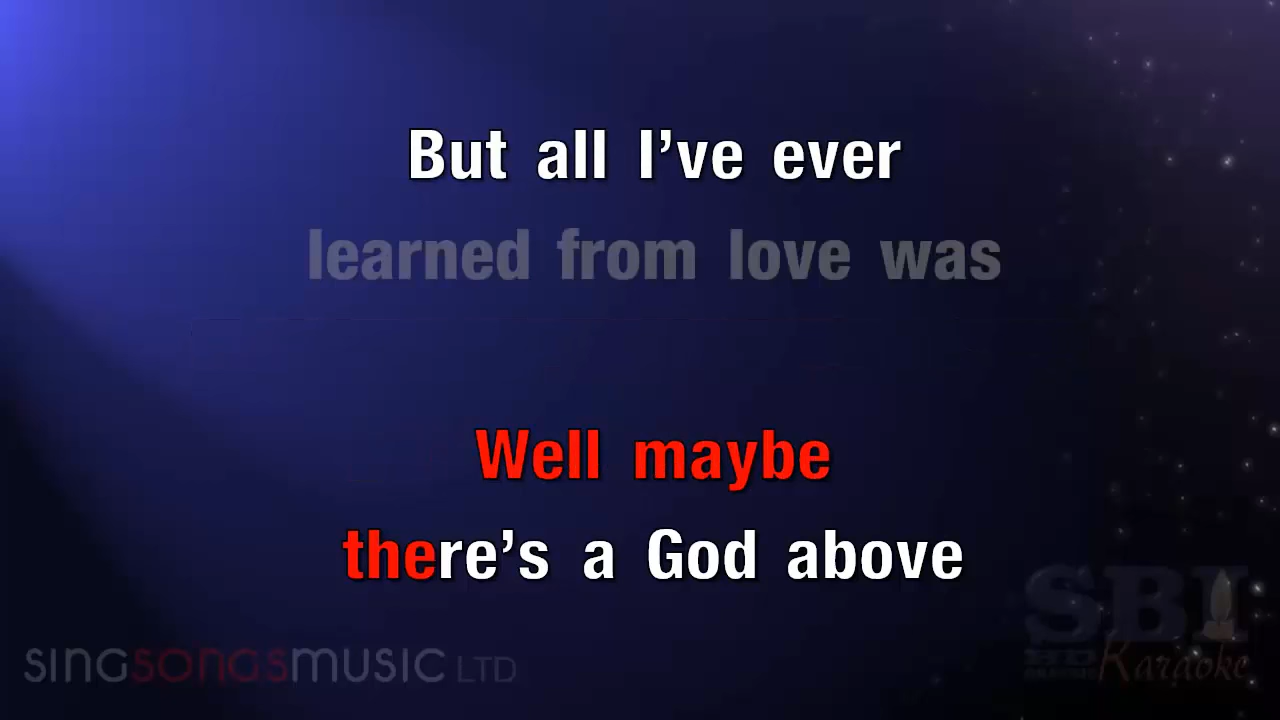 But all I've ever
learned from love was
Well maybe
there's a God above
SINGSONGSMUSIC LTD
SBI
Karaoke